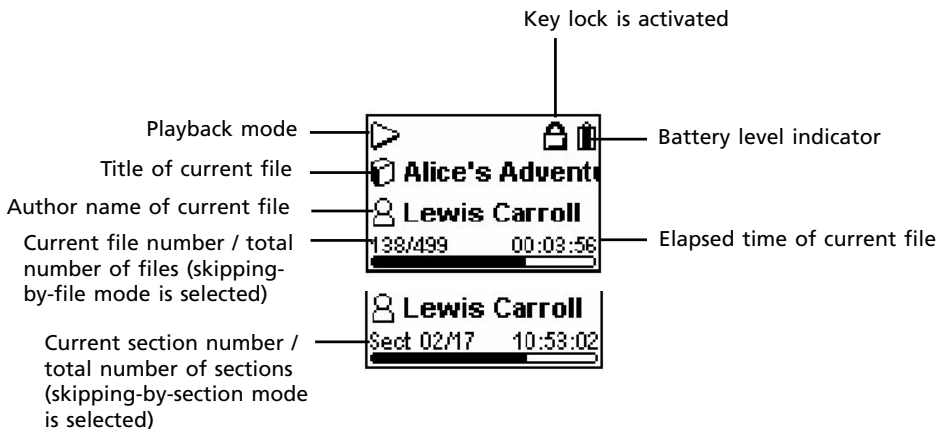 Key lock is activated
Playback mode
Battery level indicator
Title of current file
Alice's Advent
Author name of current file
Lewis Carroll
Current file number / total
number of files (skipping-
by-file mode is selected)
138/499 00:03:56
Elapsed time of current file
Lewis Carroll
Current section number /
total number of sections
(skipping-by-section mode
is selected)
Sect 02/17 10:53:02